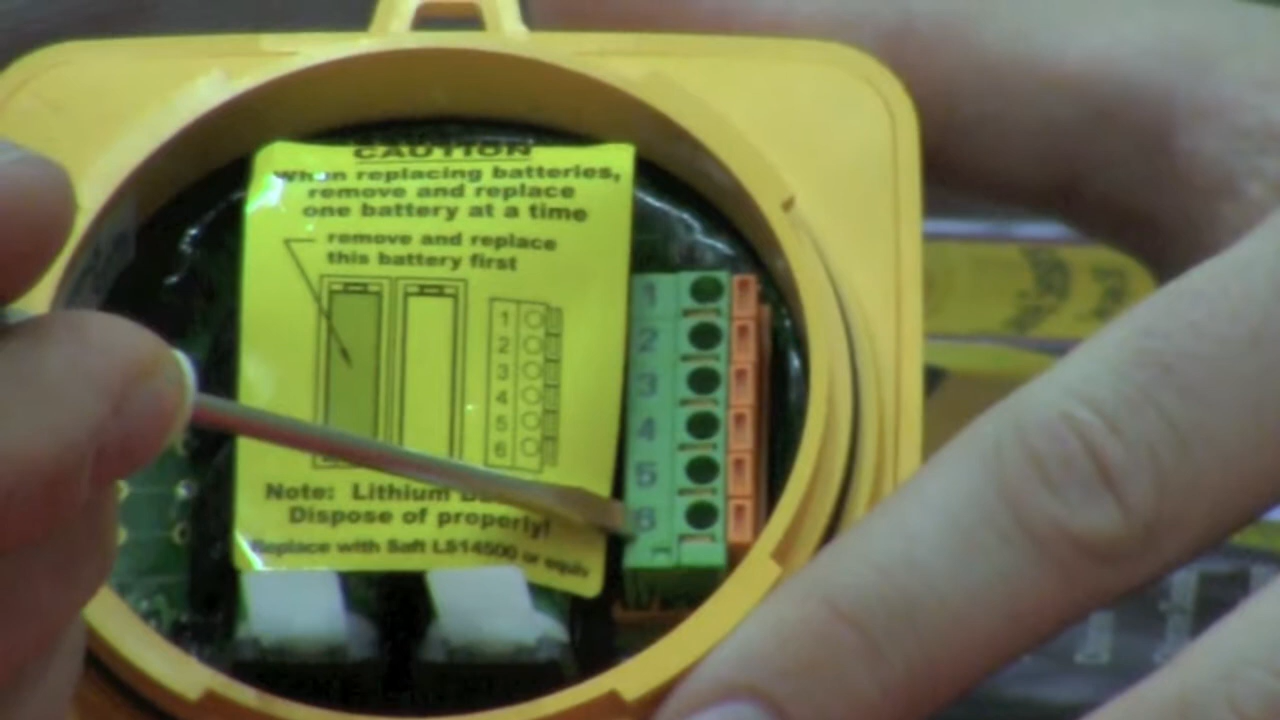 CAUTION
When replacing batteries,
remove and replace
one battery at a time
remove and replace
this battery first
1
2
3
4
5
6
Note: Lithium
Dispose of properly!
Replace with Saft LS14500 or equiv
1
2
3
4
5
6